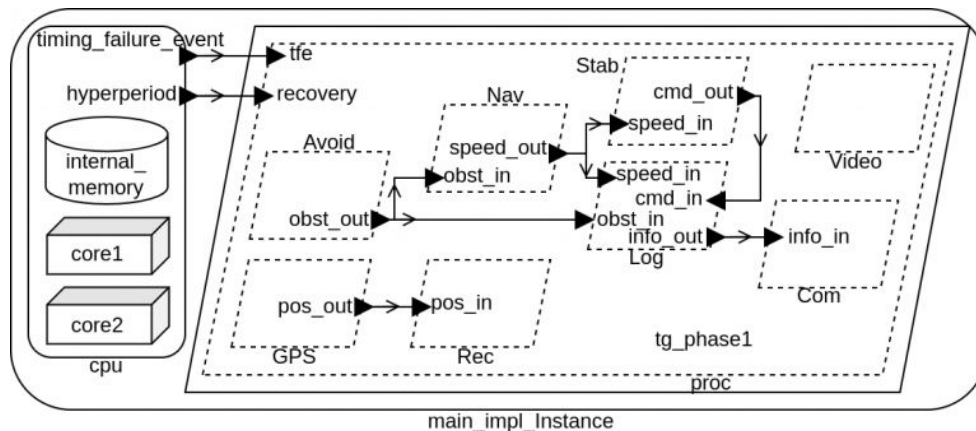 timing_failure_event
tfe
hyperperiod
recovery
internal_
memory
core1
core2
cpu
Avoid
obst_out
Nav
speed_out
obst_in
Stab
cmd_out
speed_in
speed_in
cmd_in
obst_in
info_out
Log
Video
info_in
Com
pos_out
GPS
pos_in
Rec
tg_phase1
proc
main_impl_Instance